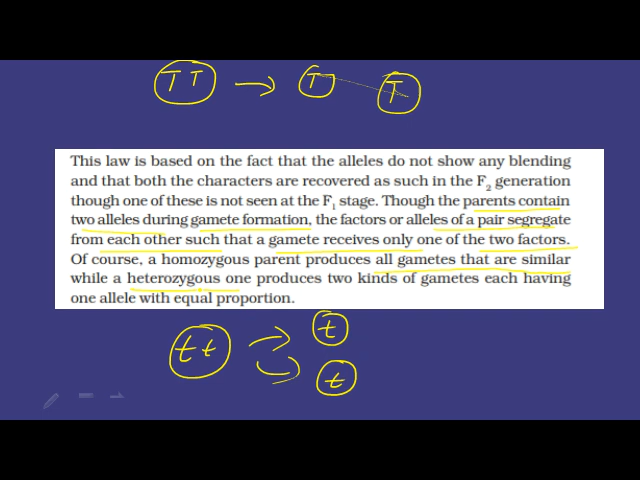 TT → T T
This law is based on the fact that the alleles do not show any blending
and that both the characters are recovered as such in the F₂ generation
though one of these is not seen at the F₁ stage. Though the parents contain
two alleles during gamete formation, the factors or alleles of a pair segregate
from each other such that a gamete receives only one of the two factors.
Of course, a homozygous parent produces all gametes that are similar
while a heterozygous one produces two kinds of gametes each having
one allele with equal proportion.
t
tt
t